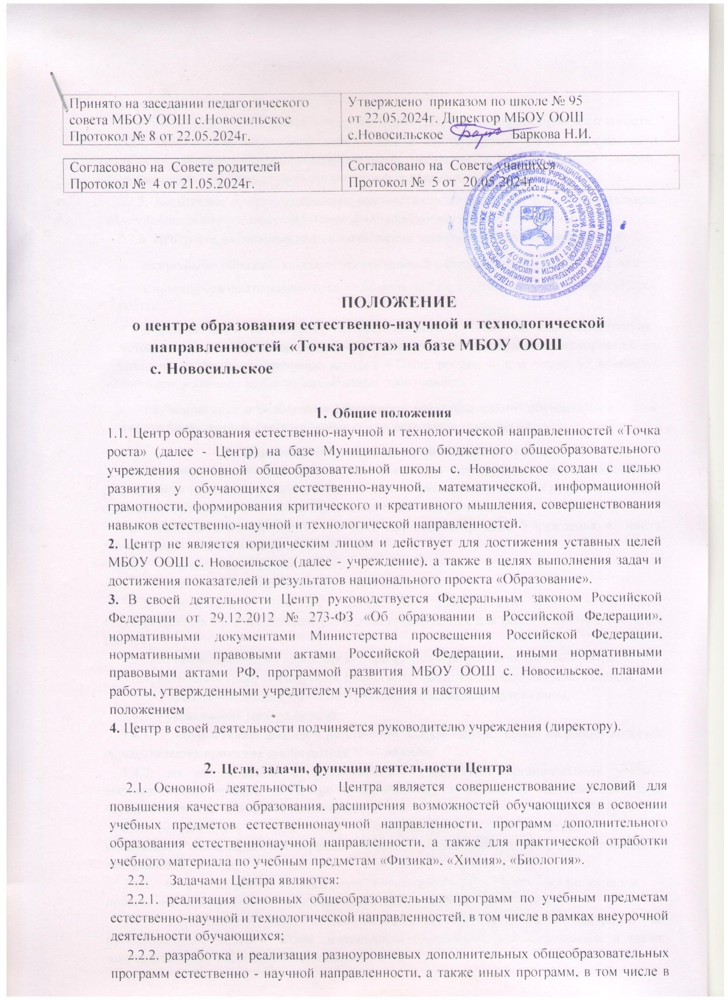 Принято на заседании педагогического
совета МБОУ ООШ с.Новосильское
Протокол № 8 от 22.05.2024г.
Утверждено приказом по школе № 95
от 22.05.2024г. Директор МБОУ ООШ
с.Новосильское Баркова Н.И.
Согласовано на Совете родителей
Протокол № 4 от 21.05.2024г.
Согласовано на Совете учащихся
Протокол № 5 от 20.05.2024г.
ПОЛОЖЕНИЕ
о центре образования естественно-научной и технологической
направленностей «Точка роста» на базе МБОУ ООШ
с. Новосильское
1. Общие положения
1.1. Центр образования естественно-научной и технологической направленностей «Точка
роста» (далее - Центр) на базе Муниципального бюджетного общеобразовательного
учреждения основной общеобразовательной школы с. Новосильское создан с целью
развития у обучающихся естественно-научной, математической, информационной
грамотности, формирования критического и креативного мышления, совершенствования
навыков естественно-научной и технологической направленностей.
2. Центр не является юридическим лицом и действует для достижения уставных целей
МБОУ ООШ с. Новосильское (далее - учреждение), а также в целях выполнения задач и
достижения показателей и результатов национального проекта «Образование».
3. В своей деятельности Центр руководствуется Федеральным законом Российской
Федерации от 29.12.2012 № 273-ФЗ «Об образовании в Российской Федерации»,
нормативными документами Министерства просвещения Российской Федерации,
нормативными правовыми актами Российской Федерации, иными нормативными
правовыми актами РФ, программой развития МБОУ ООШ с. Новосильское, планами
работы, утвержденными учредителем учреждения и настоящим
положением
4. Центр в своей деятельности подчиняется руководителю учреждения (директору).
2. Цели, задачи, функции деятельности Центра
2.1. Основной деятельностью Центра является совершенствование условий для
повышения качества образования, расширения возможностей обучающихся в освоении
учебных предметов естественнонаучной направленности, программ дополнительного
образования естественнонаучной направленности, а также для практической отработки
учебного материала по учебным предметам «Физика», «Химия», «Биология».
2.2. Задачами Центра являются:
2.2.1. реализация основных общеобразовательных программ по учебным предметам
естественно-научной и технологической направленностей, в том числе в рамках внеурочной
деятельности обучающихся;
2.2.2. разработка и реализация разноуровневых дополнительных общеобразовательных
программ естественно - научной направленности, а также иных программ, в том числе в